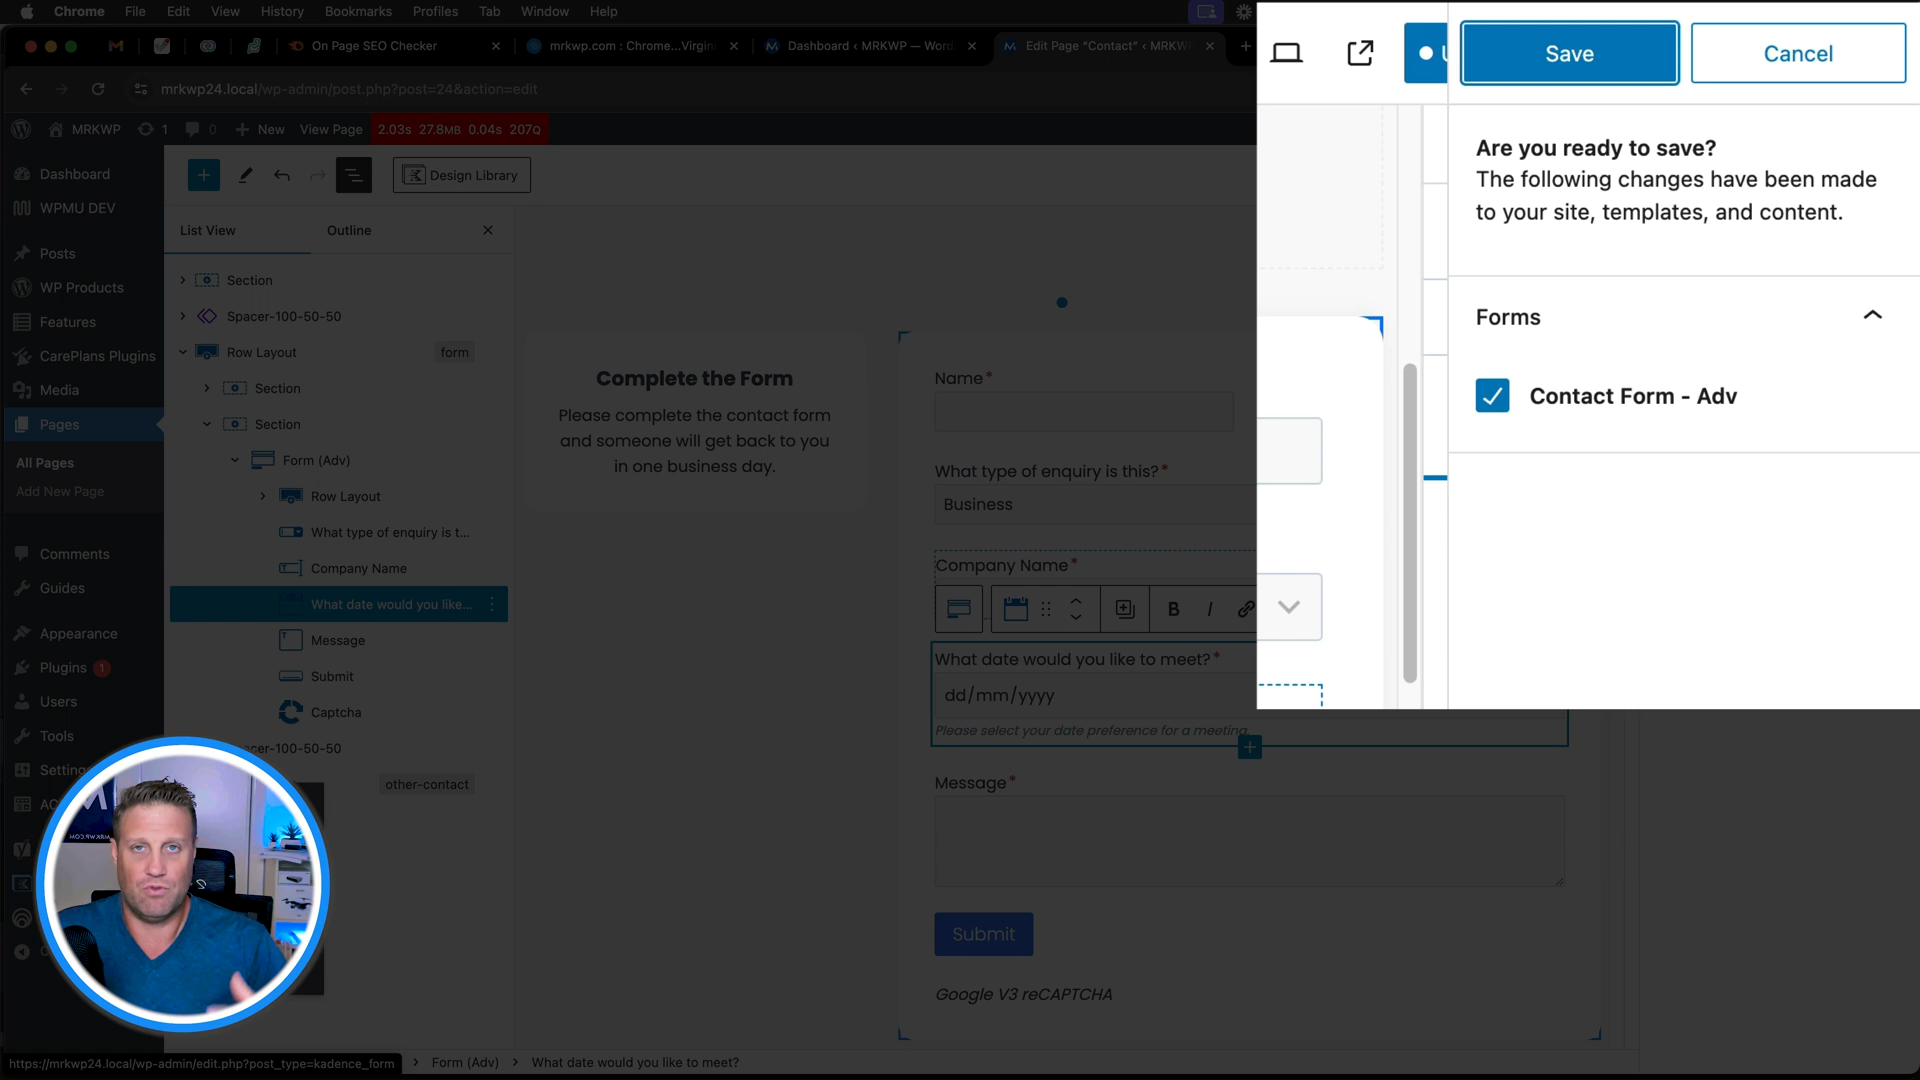 Chrome File Edit View History Bookmarks Profiles Tab Window Help
On Page SEO Checker
mrkwp.com : Chrome...Virgin
Dashboard ‹ MRKWP — Word
Edit Page "Contact" ‹ MRKW
mrkwp24.local/wp-admin/post.php?post=24&action=edit
MRKWP 1 0 New View Page 2.03s 27.8MB 0.04s 207Q
Dashboard
WPMU DEV
Posts
WP Products
Features
CarePlans Plugins
Media
Pages
All Pages
Add New Page
Comments
Guides
Appearance
Plugins 1
Users
Tools
Design Library
List View Outline
Section
Spacer-100-50-50
Row Layout form
Section
Section
Form (Adv)
Row Layout
What type of enquiry is t...
Company Name
What date would you like...
Message
Submit
Captcha
acer-100-50-50
other-contact
Complete the Form
Please complete the contact form
and someone will get back to you
in one business day.
Name*
What type of enquiry is this?*
Business
Company Name*
B I
What date would you like to meet?*
dd/mm/yyyy
Please select your date preference for a meeting
Message*
Submit
Google V3 reCAPTCHA
Save Cancel
Are you ready to save?
The following changes have been made
to your site, templates, and content.
Forms
Contact Form - Adv
https://mrkwp24.local/wp-admin/edit.php?post_type=kadence_form
Form (Adv) What date would you like to meet?